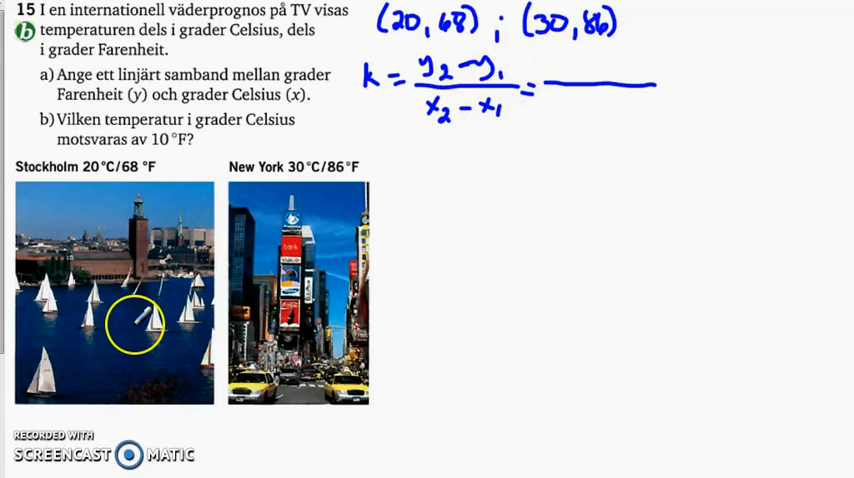 15 I en internationell väderprognos på TV visas
b temperaturen dels i grader Celsius, dels
i grader Farenheit.
a) Ange ett linjärt samband mellan grader
Farenheit (y) och grader Celsius (x).
b) Vilken temperatur i grader Celsius
motsvaras av 10 °F?
(20, 68) ; (30, 86)
k = y₂ - y₁ / x₂ - x₁ =
Stockholm 20 °C/68 °F
New York 30 °C/86 °F
bank
RECORDED WITH
SCREENCAST MATIC